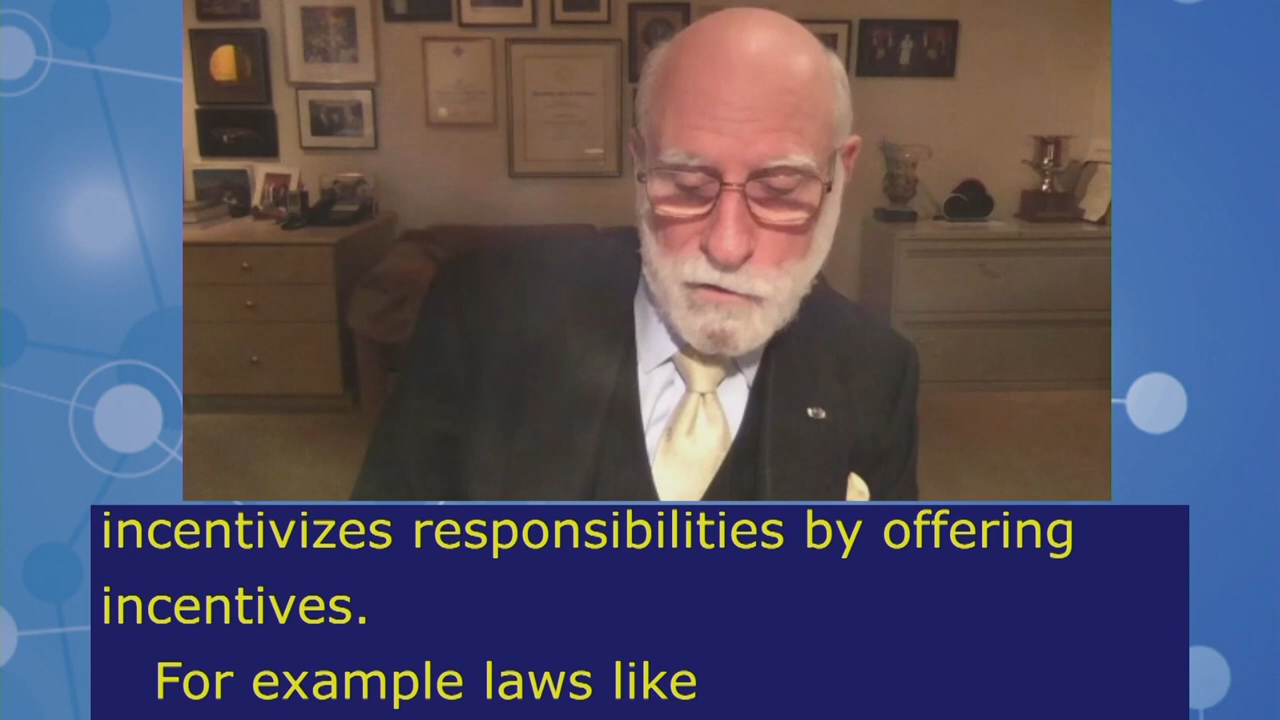 incentivizes responsibilities by offering
incentives.
For example laws like